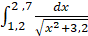 ∫_{1,2}^{2,7} dx / √(x²+3,2)